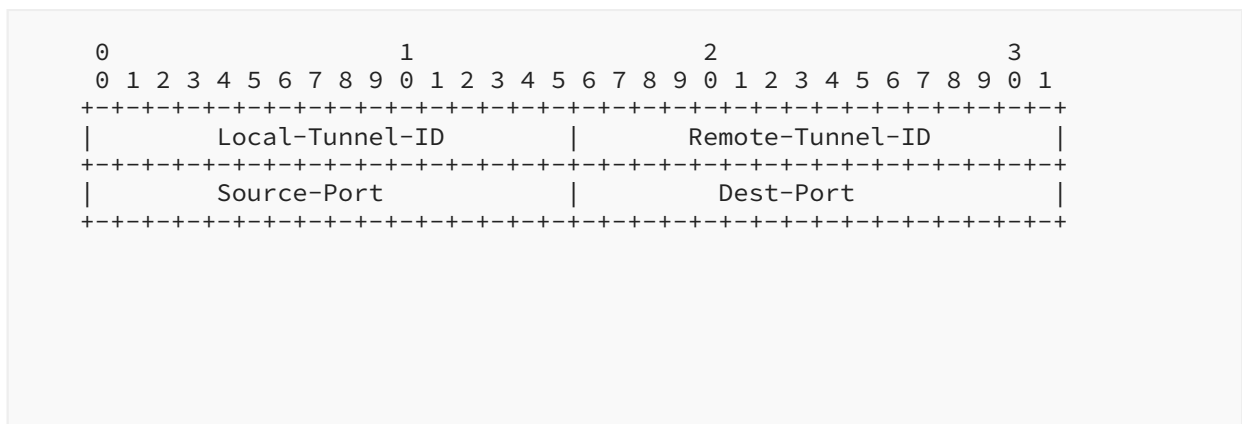 0                   1                   2                   3
 0 1 2 3 4 5 6 7 8 9 0 1 2 3 4 5 6 7 8 9 0 1 2 3 4 5 6 7 8 9 0 1
+-+-+-+-+-+-+-+-+-+-+-+-+-+-+-+-+-+-+-+-+-+-+-+-+-+-+-+-+-+-+-+-+
|        Local-Tunnel-ID        |       Remote-Tunnel-ID        |
+-+-+-+-+-+-+-+-+-+-+-+-+-+-+-+-+-+-+-+-+-+-+-+-+-+-+-+-+-+-+-+-+
|        Source-Port            |         Dest-Port             |
+-+-+-+-+-+-+-+-+-+-+-+-+-+-+-+-+-+-+-+-+-+-+-+-+-+-+-+-+-+-+-+-+